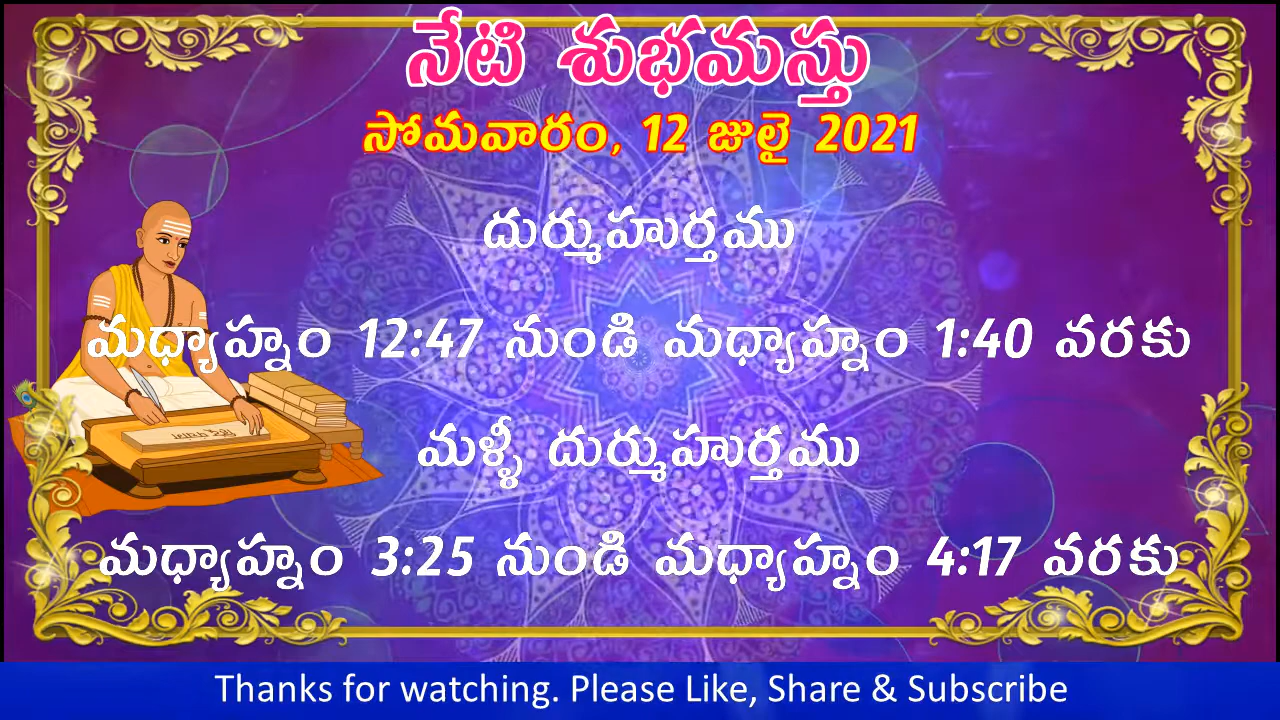 నేటి శుభమస్తు
సోమవారం, 12 జులై 2021
దుర్ముహుర్తము
మధ్యాహ్నం 12:47 నుండి మధ్యాహ్నం 1:40 వరకు
మళ్ళీ దుర్ముహుర్తము
మధ్యాహ్నం 3:25 నుండి మధ్యాహ్నం 4:17 వరకు
Thanks for watching. Please Like, Share & Subscribe